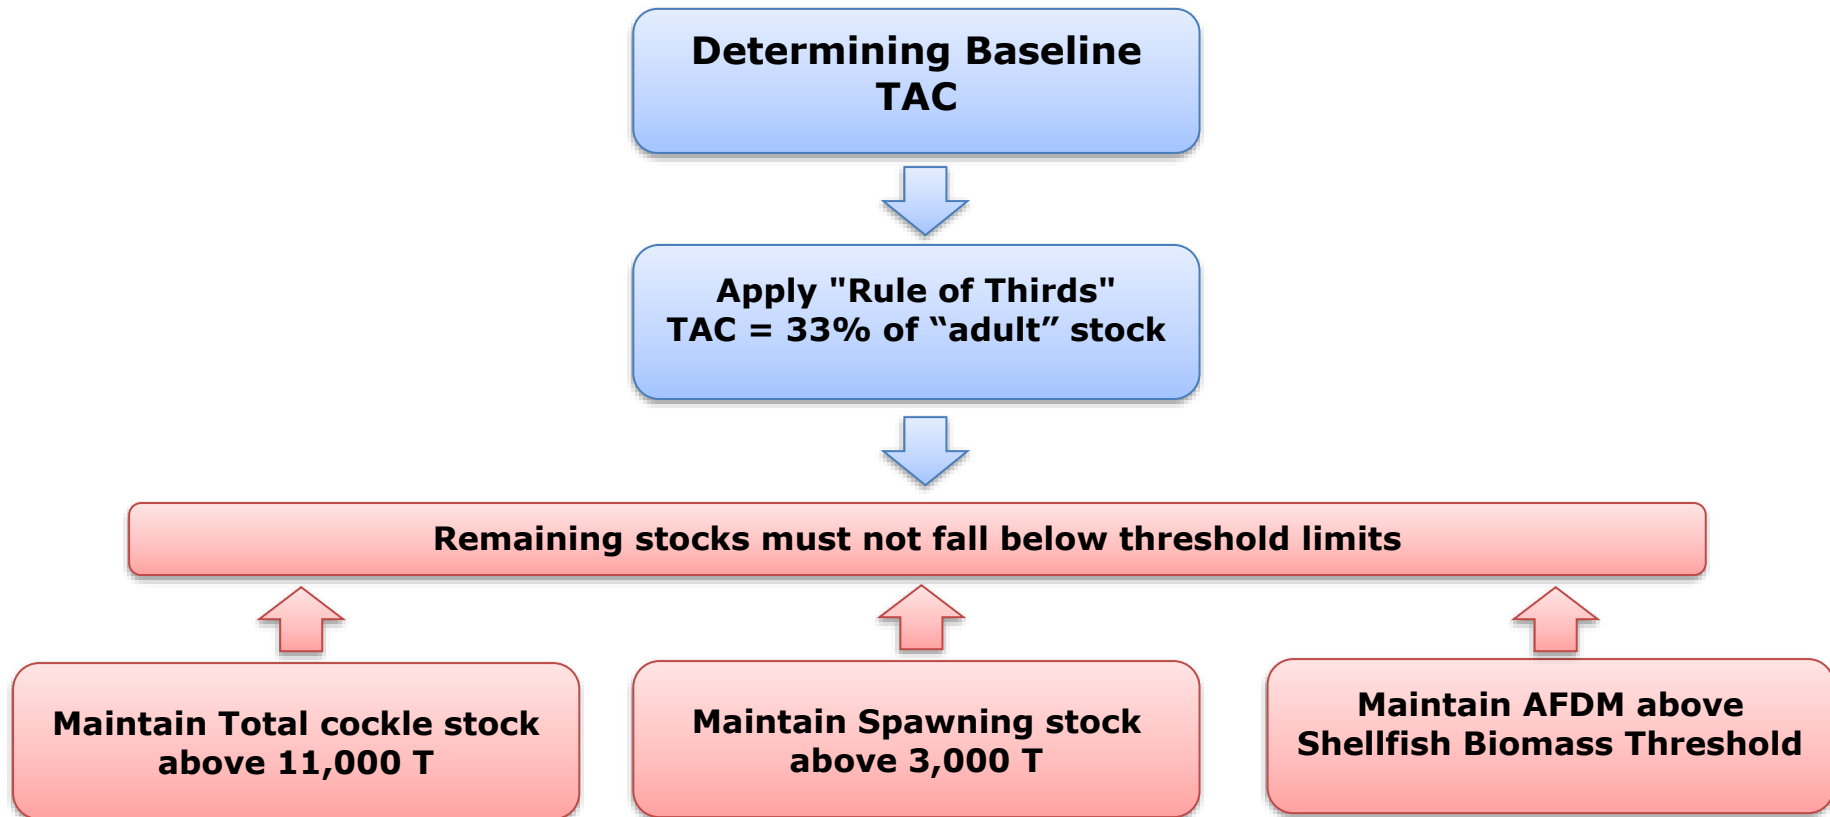 Determining Baseline
TAC
Apply "Rule of Thirds"
TAC = 33% of “adult” stock
Remaining stocks must not fall below threshold limits
Maintain Total cockle stock
above 11,000 T
Maintain Spawning stock
above 3,000 T
Maintain AFDM above
Shellfish Biomass Threshold